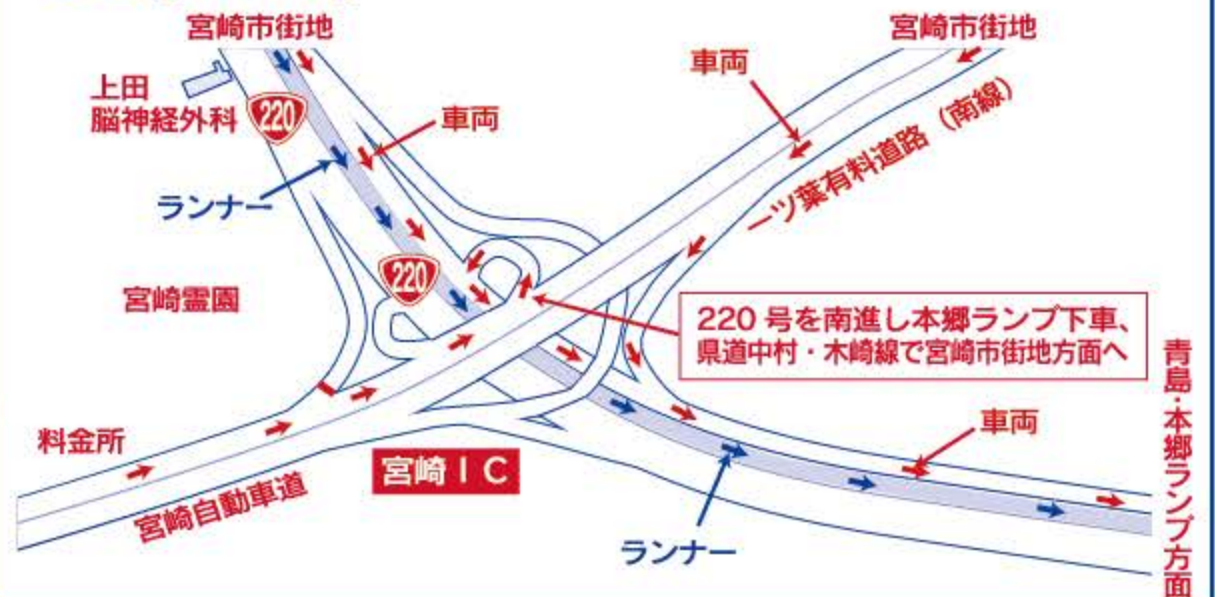 宮崎市街地
宮崎市街地
上田
脳神経外科
220
車両
車両
一ツ葉有料道路（南線）
ランナー
220
宮崎霊園
220号を南進し本郷ランプ下車、
県道中村・木崎線で宮崎市街地方面へ
青島・本郷ランプ方面
料金所
宮崎IC
車両
宮崎自動車道
ランナー